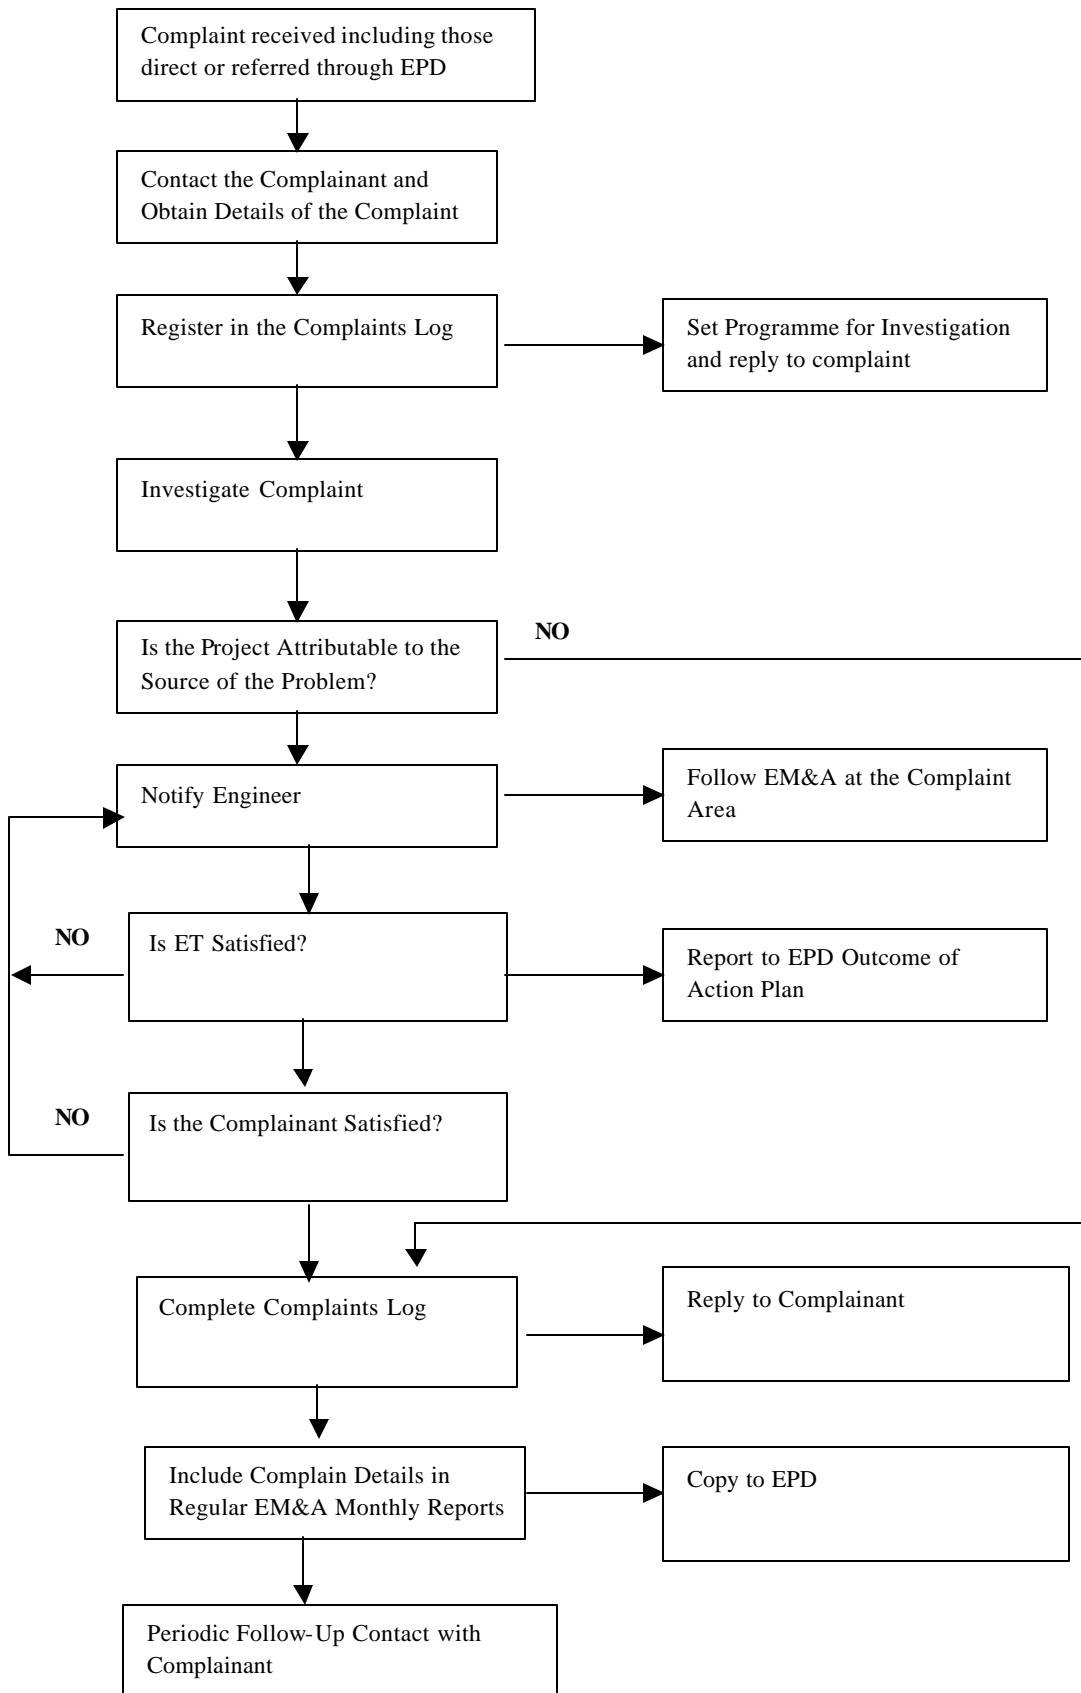 Complaint received including those
direct or referred through EPD
Contact the Complainant and
Obtain Details of the Complaint
Register in the Complaints Log
Set Programme for Investigation
and reply to complaint
Investigate Complaint
Is the Project Attributable to the
Source of the Problem?
NO
Notify Engineer
Follow EM&A at the Complaint
Area
NO
Is ET Satisfied?
Report to EPD Outcome of
Action Plan
NO
Is the Complainant Satisfied?
Complete Complaints Log
Reply to Complainant
Include Complain Details in
Regular EM&A Monthly Reports
Copy to EPD
Periodic Follow-Up Contact with
Complainant